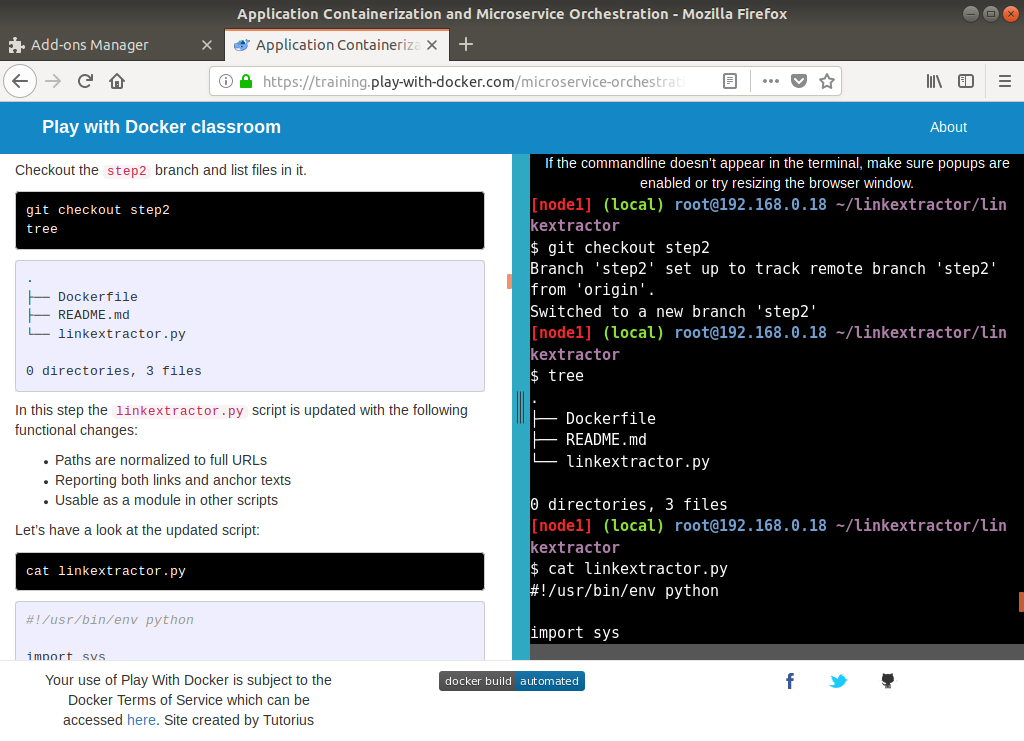 Application Containerization and Microservice Orchestration - Mozilla Firefox
Add-ons Manager
Application Containeriza
https://training.play-with-docker.com/microservice-orchestrati
Play with Docker classroom
About
Checkout the step2 branch and list files in it.
git checkout step2
tree
.
├── Dockerfile
├── README.md
└── linkextractor.py
0 directories, 3 files
In this step the linkextractor.py script is updated with the following
functional changes:
• Paths are normalized to full URLs
• Reporting both links and anchor texts
• Usable as a module in other scripts
Let's have a look at the updated script:
cat linkextractor.py
#!/usr/bin/env python
import sys
If the commandline doesn't appear in the terminal, make sure popups are
enabled or try resizing the browser window.
[node1] (local) root@192.168.0.18 ~/linkextractor/lin
kextractor
$ git checkout step2
Branch 'step2' set up to track remote branch 'step2'
from 'origin'.
Switched to a new branch 'step2'
[node1] (local) root@192.168.0.18 ~/linkextractor/lin
kextractor
$ tree
.
├── Dockerfile
├── README.md
└── linkextractor.py
0 directories, 3 files
[node1] (local) root@192.168.0.18 ~/linkextractor/lin
kextractor
$ cat linkextractor.py
#!/usr/bin/env python
import sys
Your use of Play With Docker is subject to the
Docker Terms of Service which can be
accessed here. Site created by Tutorius
docker build automated